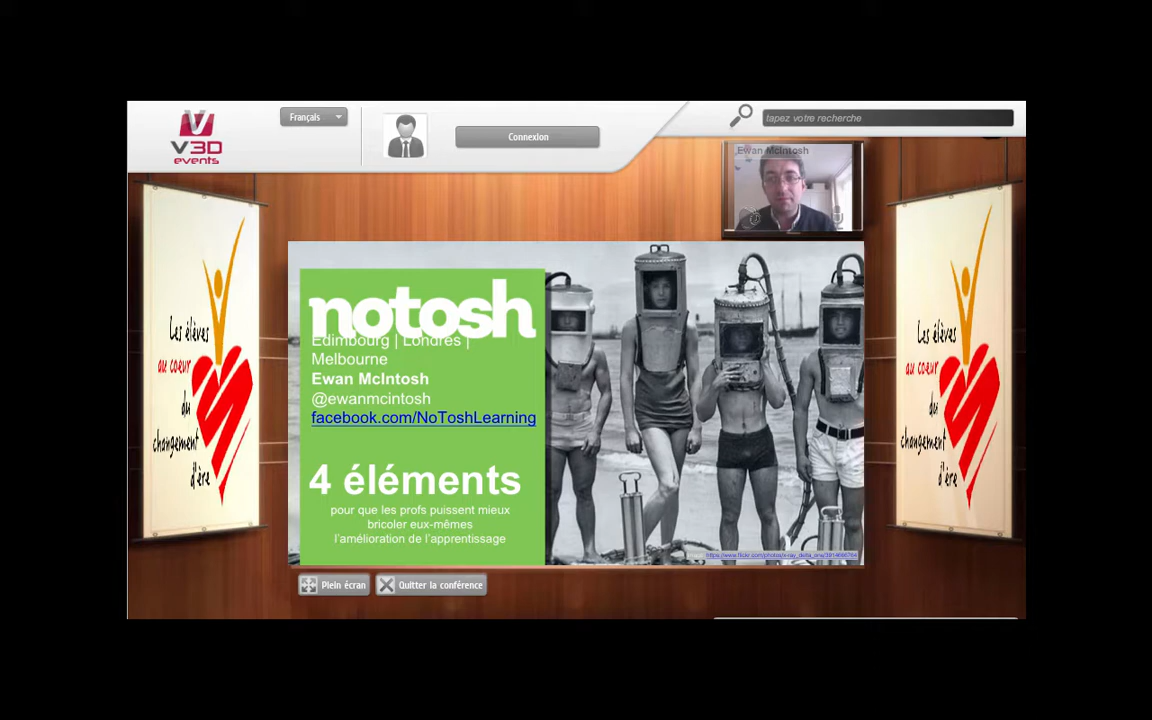 V3D
events
Français
Connexion
tapez votre recherche
Ewan McIntosh
Les élèves
au coeur
du
changement
d'ère
notosh
Edimbourg | Londres |
Melbourne
Ewan McIntosh
@ewanmcintosh
facebook.com/NoToshLearning
4 éléments
pour que les profs puissent mieux
bricoler eux-mêmes
l'amélioration de l'apprentissage
Les élèves
au coeur
du
changement
d'ère
Plein écran
Quitter la conférence